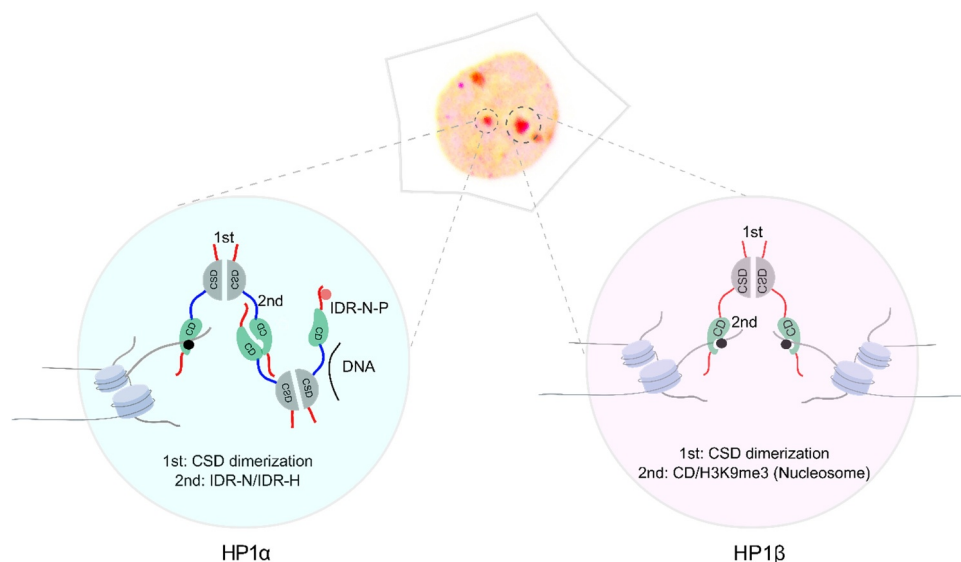 1st
CSD CSD
2nd
IDR-N-P
CD
CD
CD
CD
DNA
CSD CSD
1st: CSD dimerization
2nd: IDR-N/IDR-H
HP1α
1st
CSD CSD
2nd
CD
CD
1st: CSD dimerization
2nd: CD/H3K9me3 (Nucleosome)
HP1β